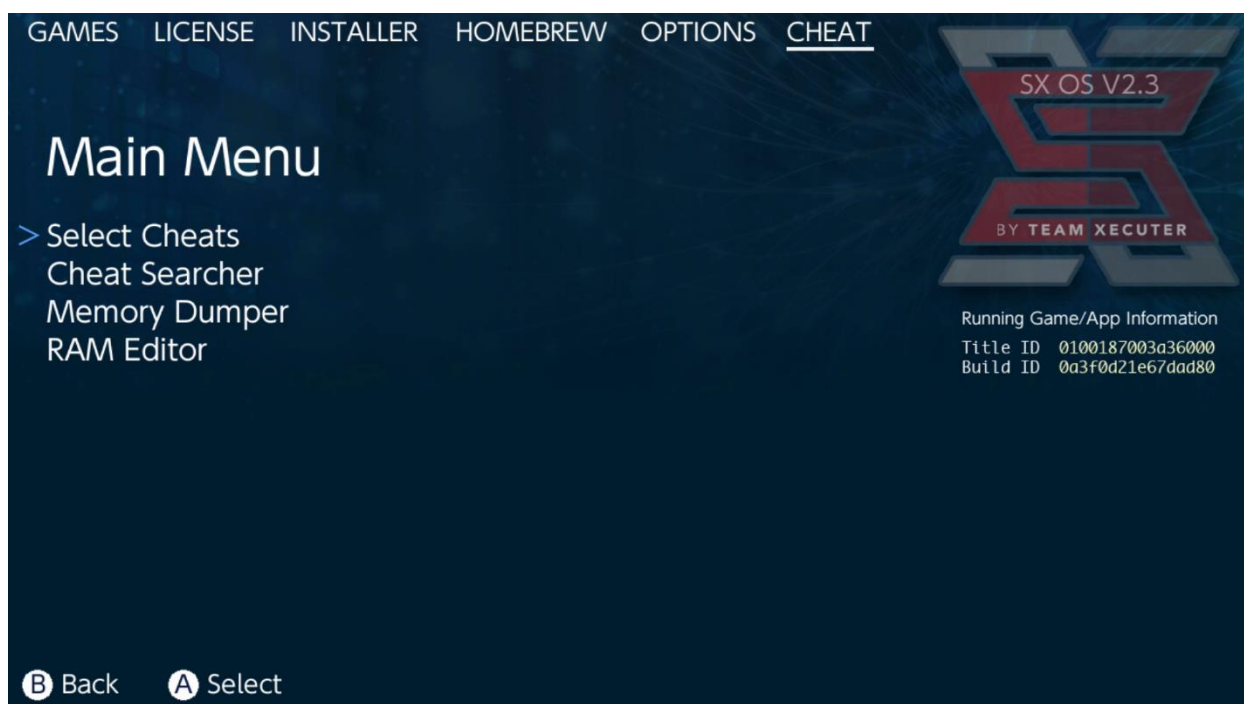 GAMES LICENSE INSTALLER HOMEBREW OPTIONS CHEAT
SX OS V2.3
BY TEAM XECUTER
Main Menu
> Select Cheats
Cheat Searcher
Memory Dumper
RAM Editor
Running Game/App Information
Title ID 0100187003a36000
Build ID 0a3f0d21e67dad80
B Back A Select